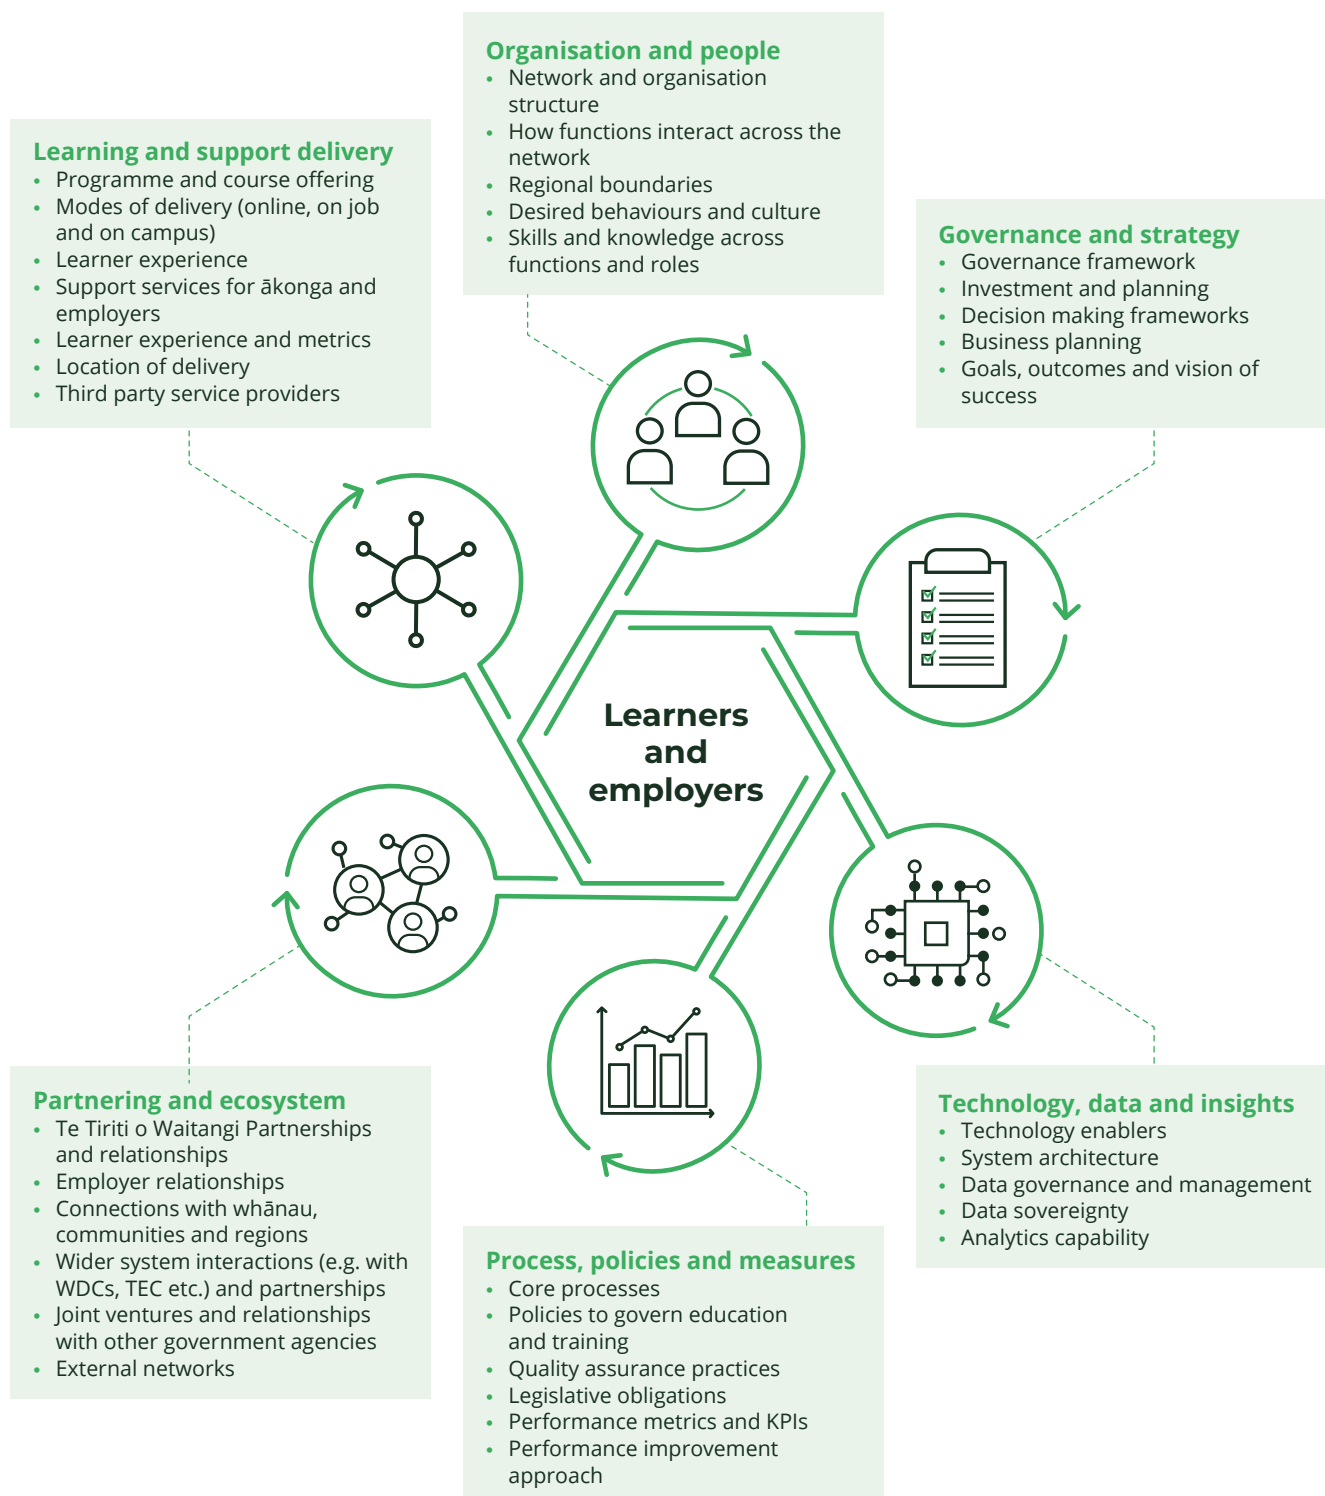 Organisation and people
• Network and organisation
structure
• How functions interact across the
network
• Regional boundaries
• Desired behaviours and culture
• Skills and knowledge across
functions and roles
Learning and support delivery
• Programme and course offering
• Modes of delivery (online, on job
and on campus)
• Learner experience
• Support services for ākonga and
employers
• Learner experience and metrics
• Location of delivery
• Third party service providers
Governance and strategy
• Governance framework
• Investment and planning
• Decision making frameworks
• Business planning
• Goals, outcomes and vision of
success
Learners
and
employers
Partnering and ecosystem
• Te Tiriti o Waitangi Partnerships
and relationships
• Employer relationships
• Connections with whānau,
communities and regions
• Wider system interactions (e.g. with
WDCs, TEC etc.) and partnerships
• Joint ventures and relationships
with other government agencies
• External networks
Technology, data and insights
• Technology enablers
• System architecture
• Data governance and management
• Data sovereignty
• Analytics capability
Process, policies and measures
• Core processes
• Policies to govern education
and training
• Quality assurance practices
• Legislative obligations
• Performance metrics and KPIs
• Performance improvement
approach